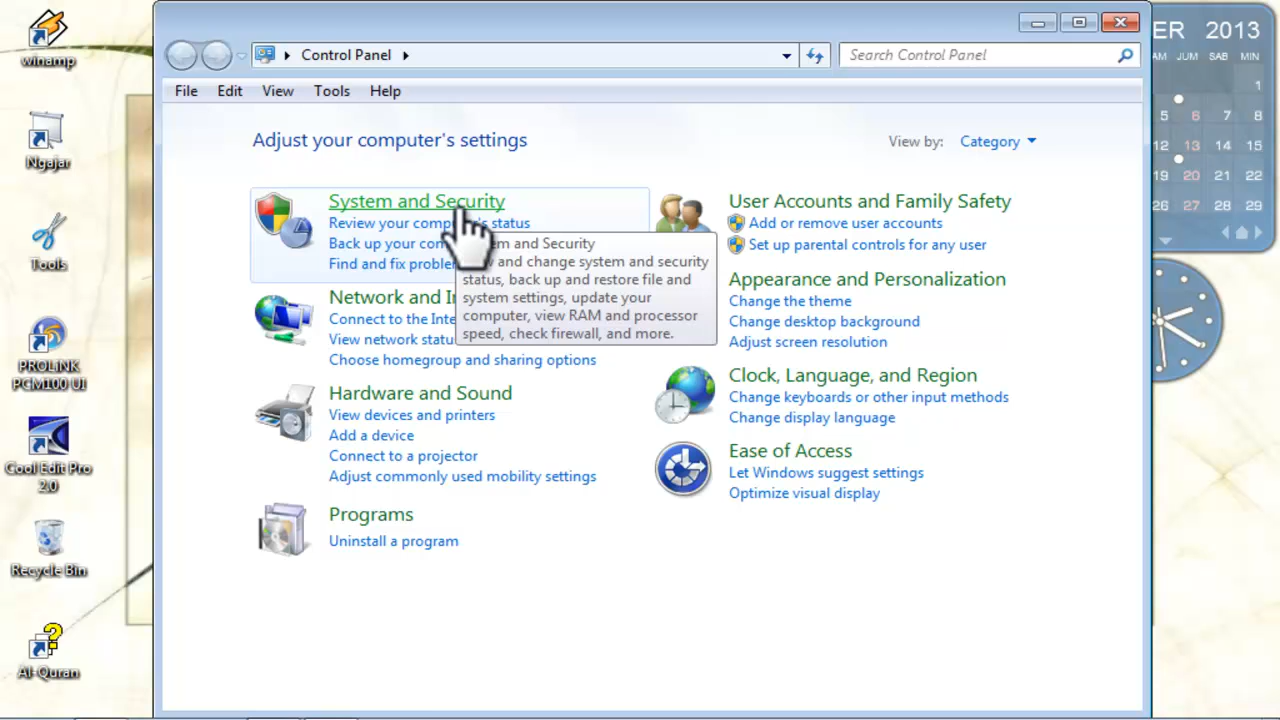 winamp
Ngajar
Tools
PROLiNK
PCM100 UI
Cool Edit Pro
2.0
Recycle Bin
Al-Quran
Control Panel
Search Control Panel
File Edit View Tools Help
Adjust your computer's settings
View by: Category
System and Security
Review your computer's status
Back up your com
Find and fix proble
System and Security
and change system and security
status, back up and restore file and
system settings, update your
computer, view RAM and processor
speed, check firewall, and more.
Network and I
Connect to the Inte
View network statu
Choose homegroup and sharing options
Hardware and Sound
View devices and printers
Add a device
Connect to a projector
Adjust commonly used mobility settings
Programs
Uninstall a program
User Accounts and Family Safety
Add or remove user accounts
Set up parental controls for any user
Appearance and Personalization
Change the theme
Change desktop background
Adjust screen resolution
Clock, Language, and Region
Change keyboards or other input methods
Change display language
Ease of Access
Let Windows suggest settings
Optimize visual display
ER 2013
AM JUM SAB MIN
1
5 6 7 8
12 13 14 15
19 20 21 22
26 27 28 29